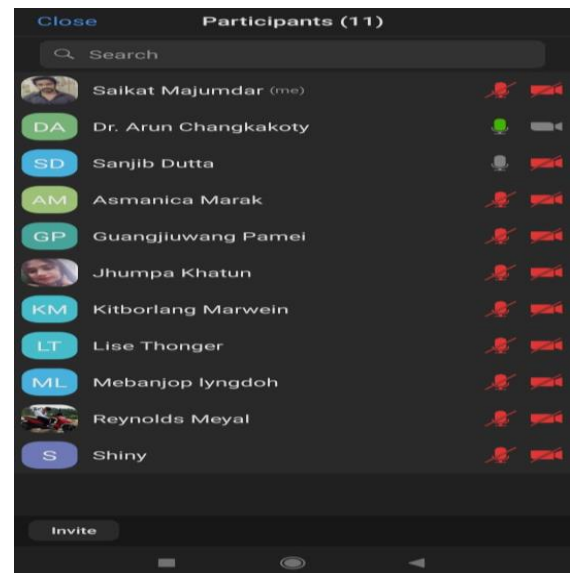 Close Participants (11)
Search
Saikat Majumdar (me)
DA Dr. Arun Changkakoty
SD Sanjib Dutta
AM Asmanica Marak
GP Guangjiuwang Pamei
Jhumpa Khatun
KM Kitborlang Marwein
LT Lise Thonger
ML Mebanjop lyngdoh
Reynolds Meyal
S Shiny
Invite